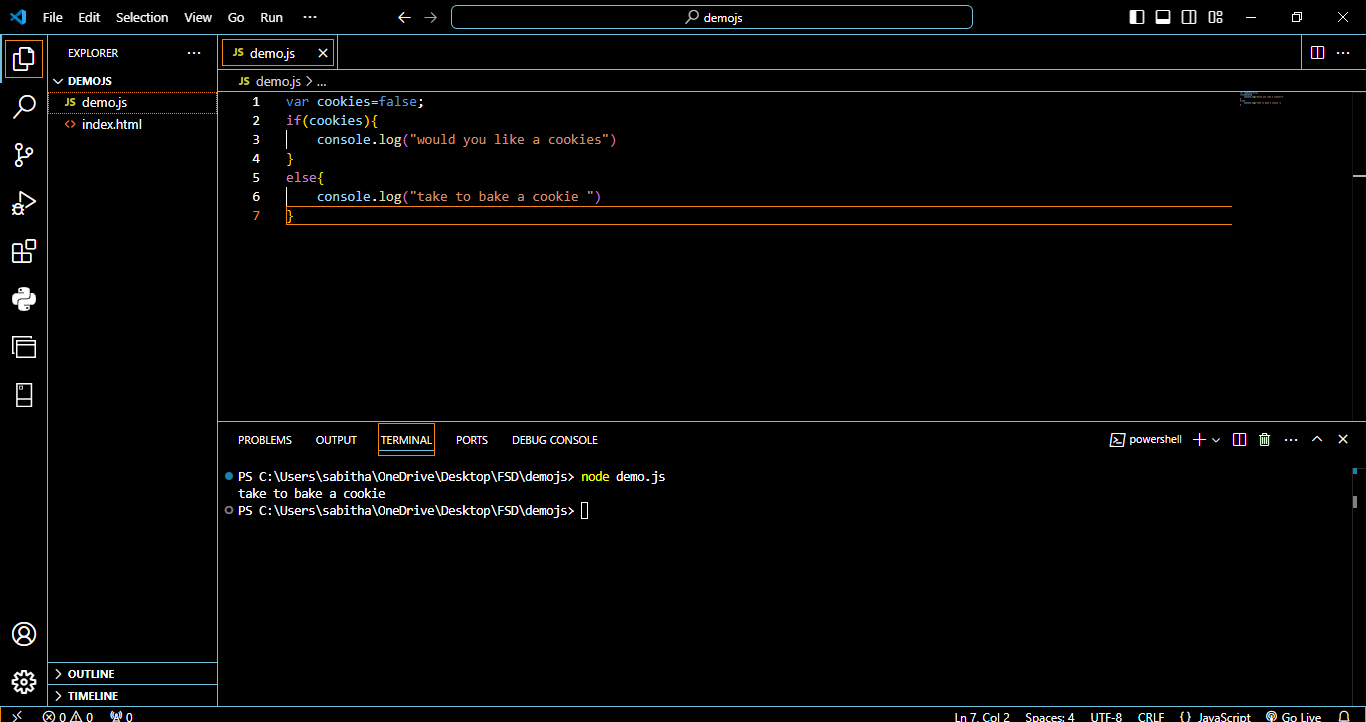 File Edit Selection View Go Run ··· demojs
EXPLORER ···
DEMOJS
JS demo.js
<> index.html
OUTLINE
TIMELINE
JS demo.js
JS demo.js > ...
1 var cookies=false;
2 if(cookies){
3 console.log("would you like a cookies")
4 }
5 else{
6 console.log("take to bake a cookie ")
7 }
PROBLEMS OUTPUT TERMINAL PORTS DEBUG CONSOLE powershell
PS C:\Users\sabitha\OneDrive\Desktop\FSD\demojs> node demo.js
take to bake a cookie
PS C:\Users\sabitha\OneDrive\Desktop\FSD\demojs>
0 0 0 Ln 7, Col 2 Spaces: 4 UTF-8 CRLF {} JavaScript Go Live